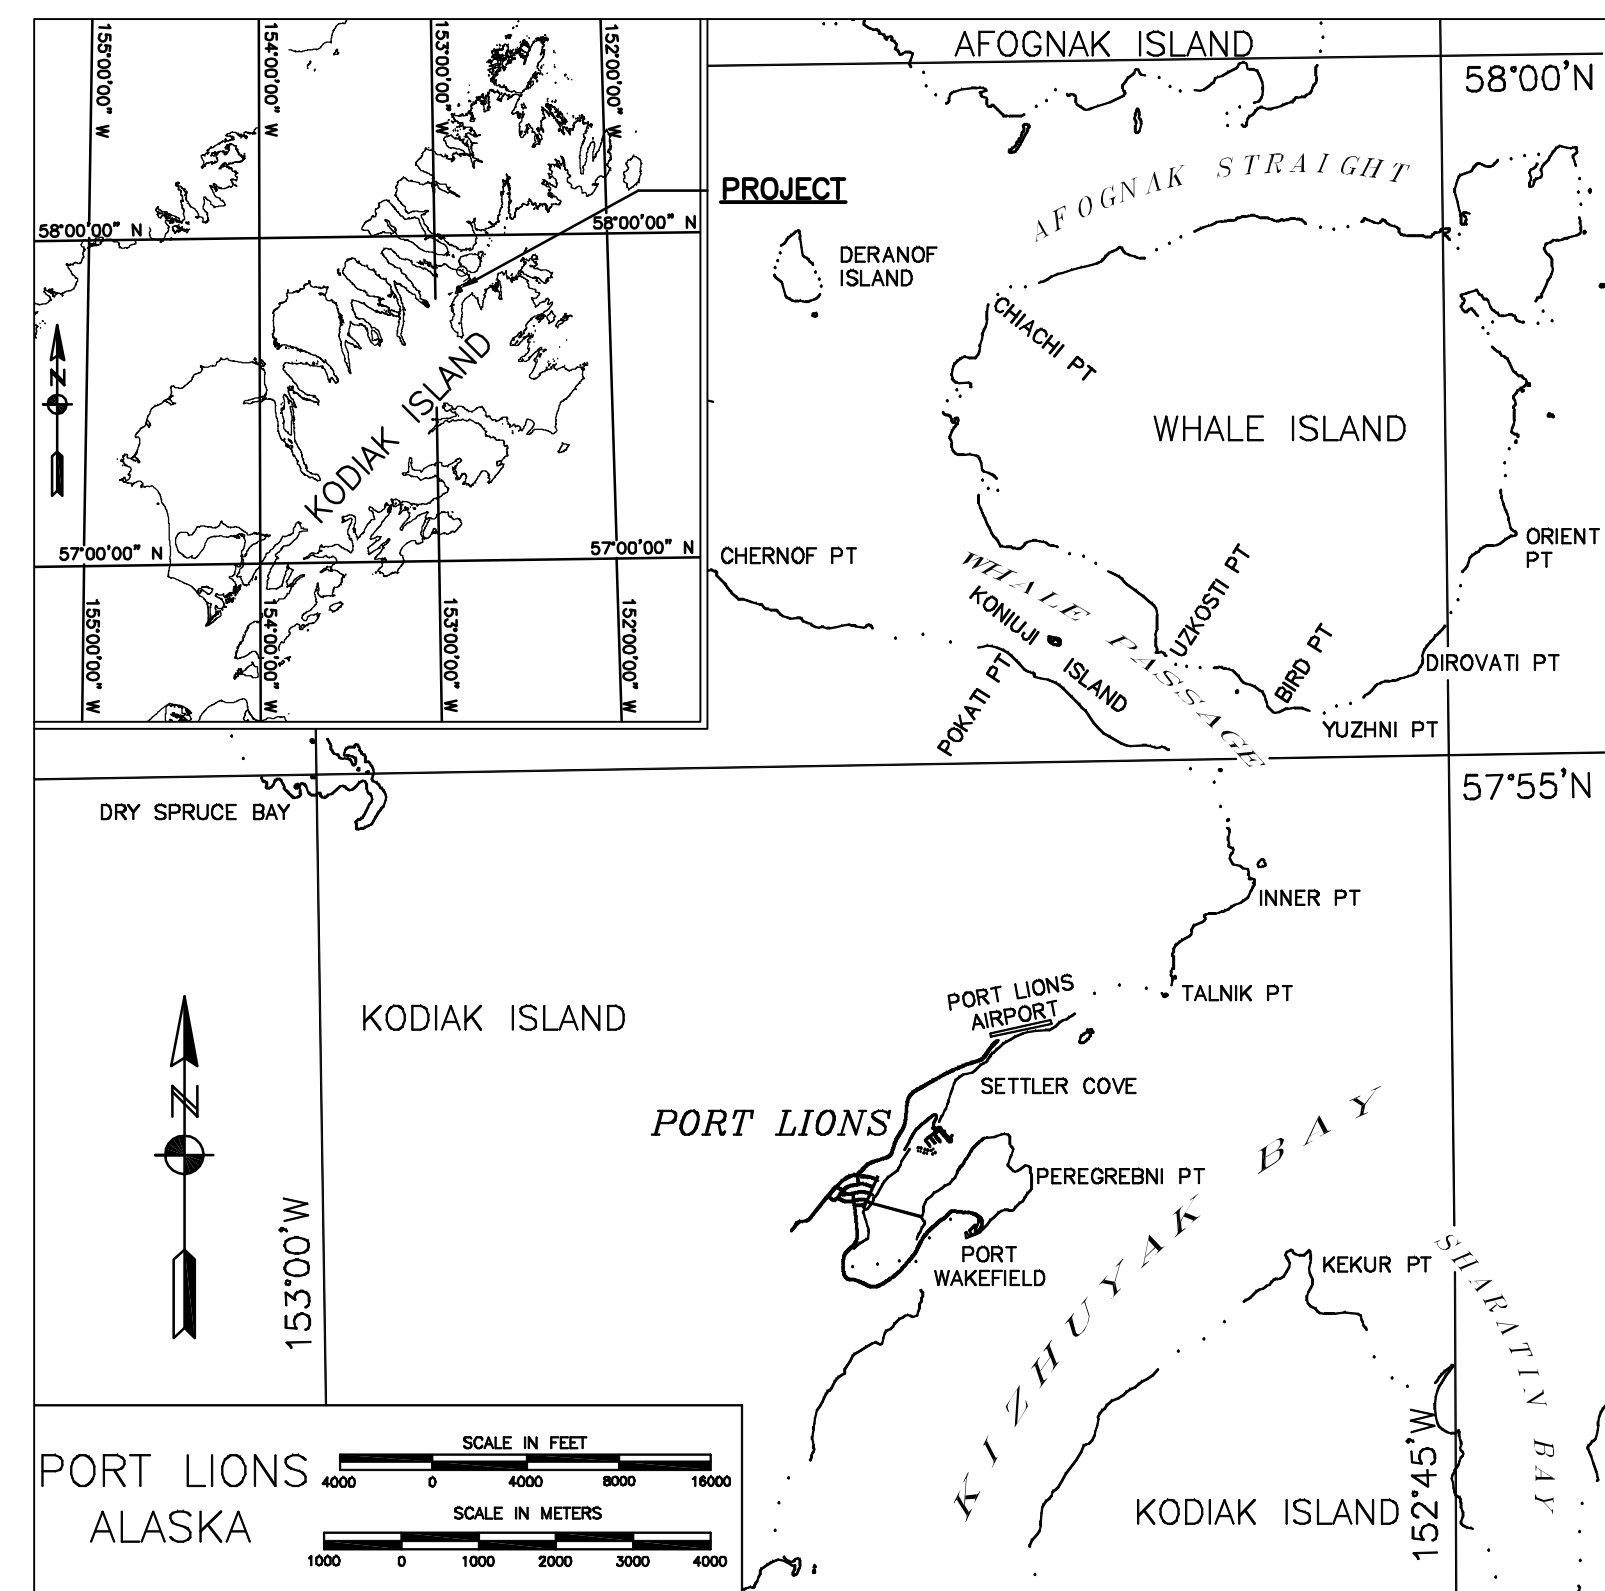 155°00'00" W
154°00'00" W
153°00'00" W
152°00'00" W
58°00'00" N
58°00'00" N
KODIAK ISLAND
N
57°00'00" N
57°00'00" N
155°00'00" W
154°00'00" W
153°00'00" W
152°00'00" W
PROJECT
AFOGNAK ISLAND
58°00'N
AFOGNAK STRAIGHT
DERANOF
ISLAND
CHIACHI PT
WHALE ISLAND
ORIENT
PT
CHERNOF PT
WHALE PASSAGE
KONIUJI
ISLAND
UZKOSTI PT
BIRD PT
DIROVATI PT
POKATI PT
YUZHNI PT
57°55'N
DRY SPRUCE BAY
INNER PT
TALNIK PT
PORT LIONS
AIRPORT
KODIAK ISLAND
SETTLER COVE
PORT LIONS
N
PEREGREBNI PT
KIZHUYAK BAY
153°00'W
PORT
WAKEFIELD
KEKUR PT
SHARATIN BAY
152°45'W
KODIAK ISLAND
PORT LIONS
ALASKA
SCALE IN FEET
4000 0 4000 8000 16000
SCALE IN METERS
1000 0 1000 2000 3000 4000